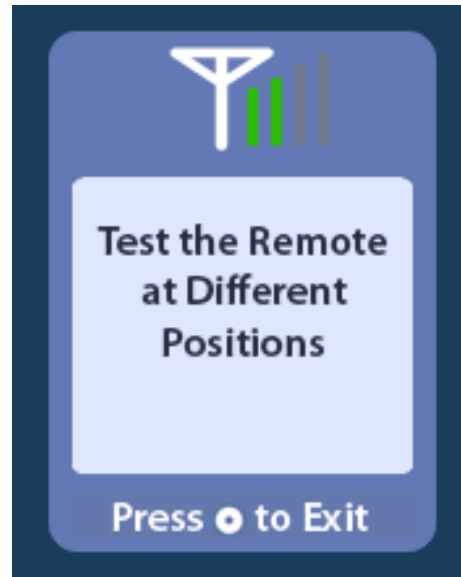 Test the Remote
at Different
Positions
Press to Exit